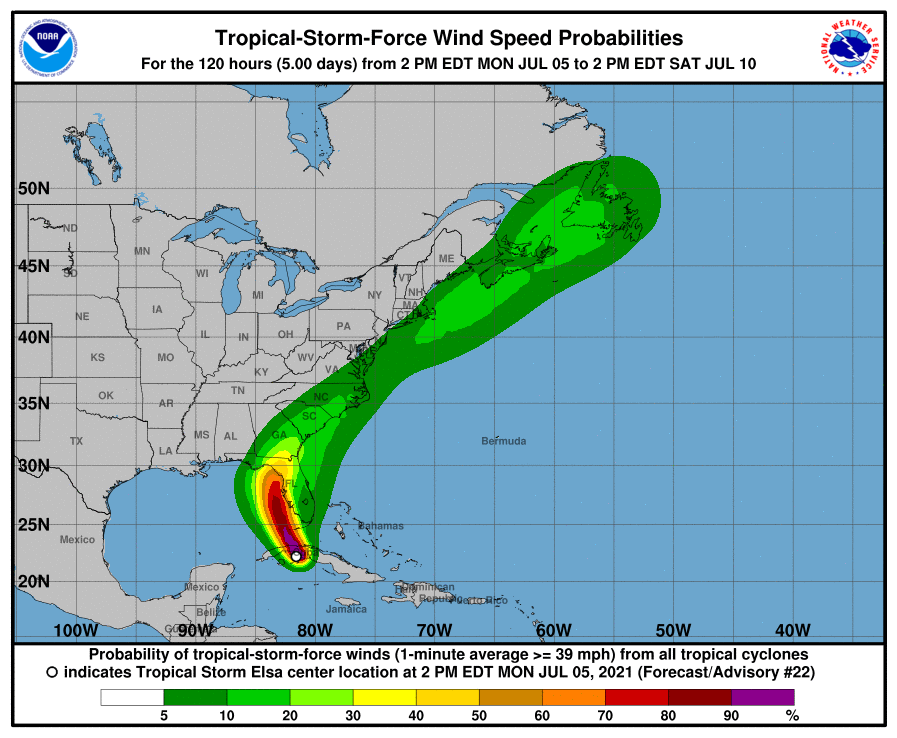 Tropical-Storm-Force Wind Speed Probabilities
For the 120 hours (5.00 days) from 2 PM EDT MON JUL 05 to 2 PM EDT SAT JUL 10
NOAA
NATIONAL WEATHER SERVICE
50N
45N
40N
35N
30N
25N
20N
ND
MN
SD
WI
MI
ME
VT
NH
NY
MA
CT
NE
IA
IL
IN
OH
PA
KS
MO
KY
WV
VA
OK
AR
TN
NC
SC
TX
LA
MS
AL
GA
FL
Bermuda
Bahamas
Mexico
Mexico
Belize
Jamaica
Dominican
Republic
Puerto Rico
100W 90W 80W 70W 60W 50W 40W
Probability of tropical-storm-force winds (1-minute average >= 39 mph) from all tropical cyclones
indicates Tropical Storm Elsa center location at 2 PM EDT MON JUL 05, 2021 (Forecast/Advisory #22)
5 10 20 30 40 50 60 70 80 90 %